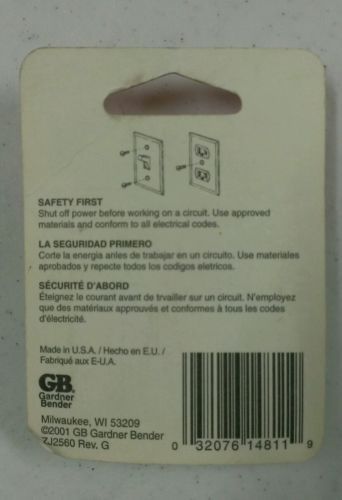 SAFETY FIRST
Shut off power before working on a circuit. Use approved
materials and conform to all electrical codes.
LA SEGURIDAD PRIMERO
Corte la energia antes de trabajar en un circuito. Use materiales
aprobados y repecte todos los codigos eletricos.
SÉCURITÉ D'ABORD
Éteignez le courant avant de trvailler sur un circuit. N'employez
que des matériaux approuvés et conformes à tous les codes
d'électricité.
Made in U.S.A. / Hecho en E.U. /
Fabriqué aux E-U.A.
GB
Gardner
Bender
Milwaukee, WI 53209
©2001 GB Gardner Bender
ZJ2560 Rev. G
0 32076 14811 9